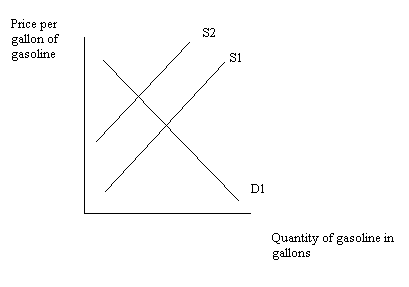 Price per
gallon of
gasoline
S2
S1
D1
Quantity of gasoline in
gallons